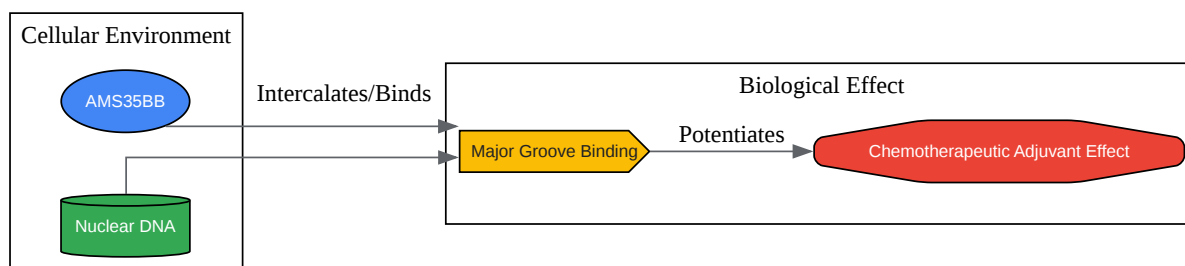 Cellular Environment
AMS35BB
Nuclear DNA
Intercalates/Binds
Biological Effect
Major Groove Binding
Potentiates
Chemotherapeutic Adjuvant Effect